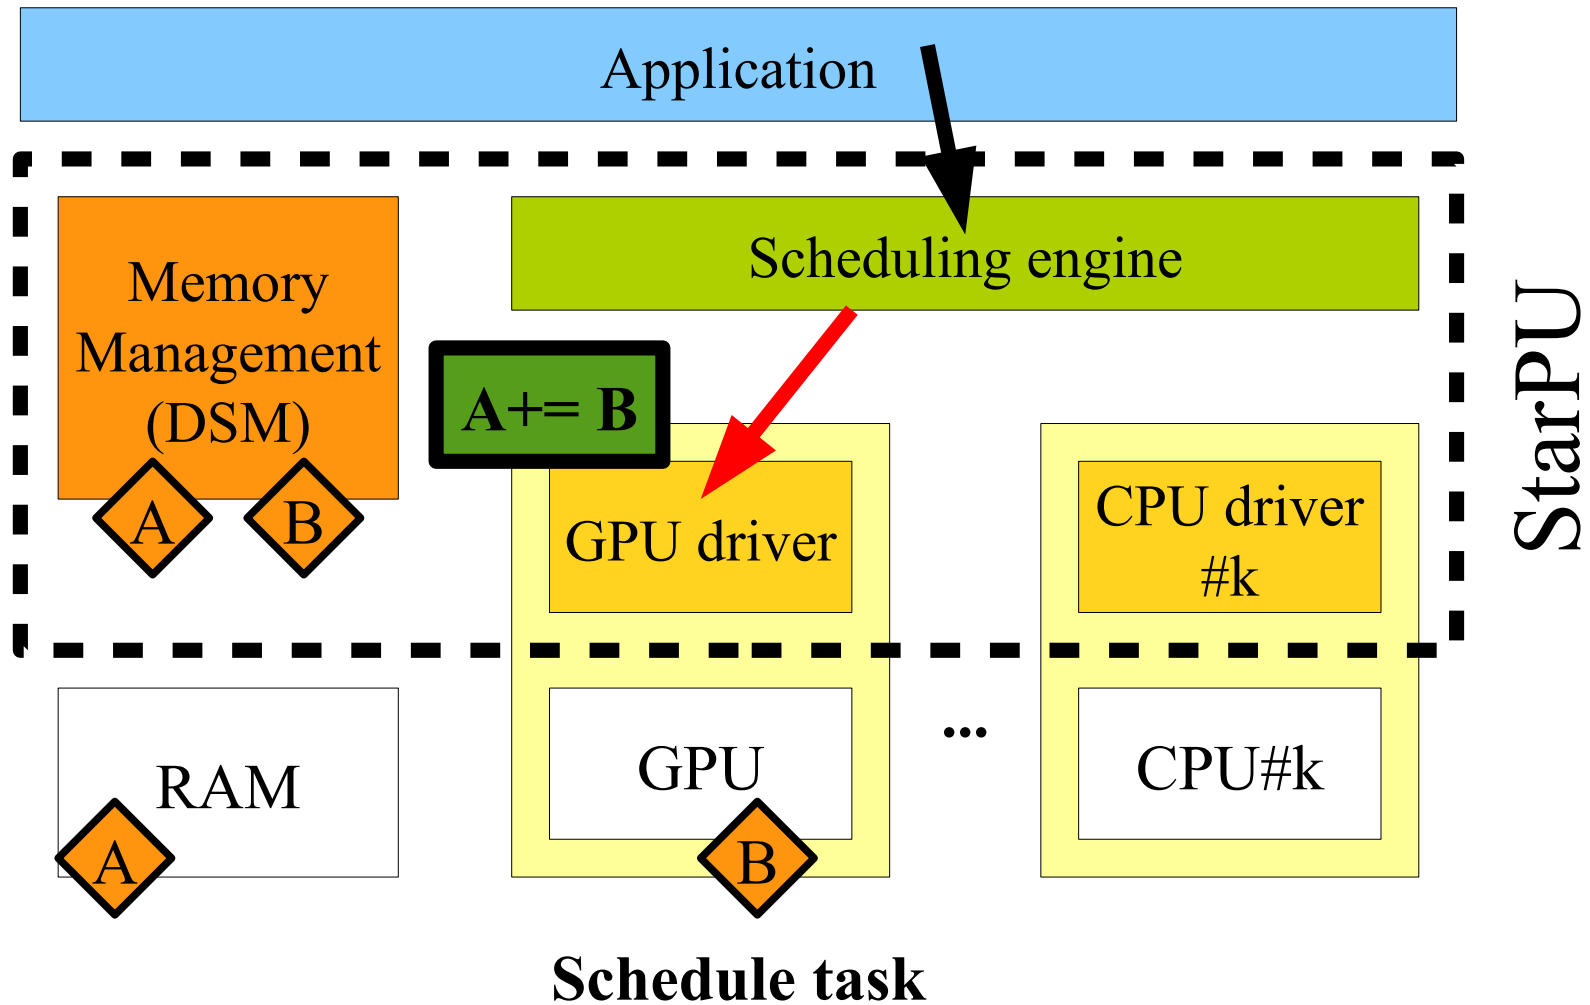 Application
Memory
Management
(DSM)
Scheduling engine
A+= B
A
B
GPU driver
CPU driver
#k
StarPU
RAM
GPU
...
CPU#k
A
B
Schedule task